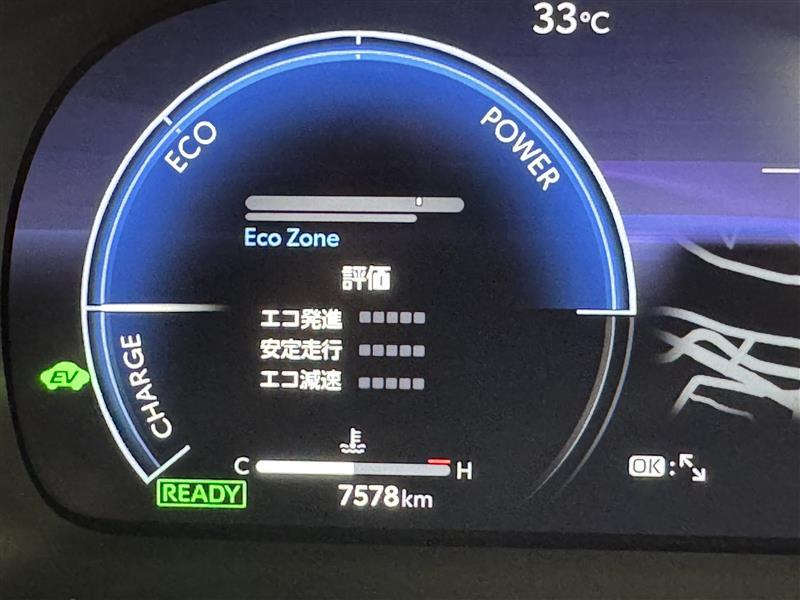 33℃
ECO
POWER
Eco Zone
評価
エコ発進
安定走行
エコ減速
CHARGE
EV
C
H
READY
7578km
OK: